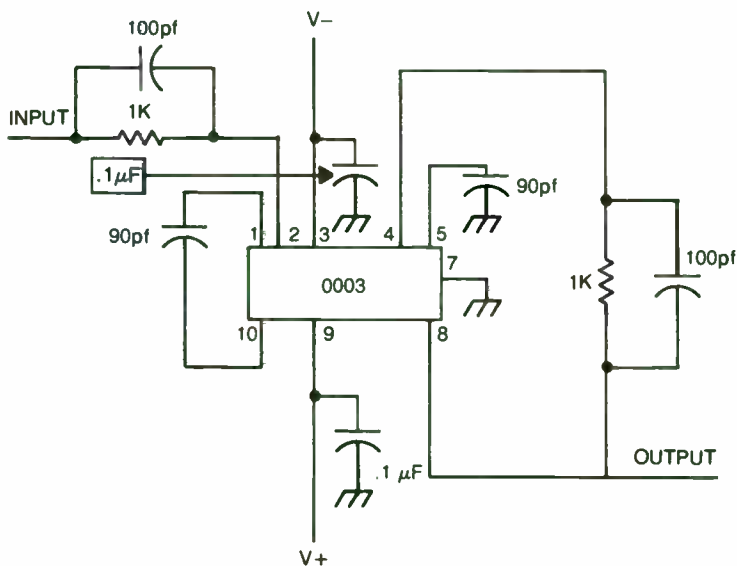 100pf
V−
INPUT
1K
.1µF
90pf
90pf
1 2 3 4 5
7
0003
10 9 8
1K
100pf
.1 µF
OUTPUT
V+